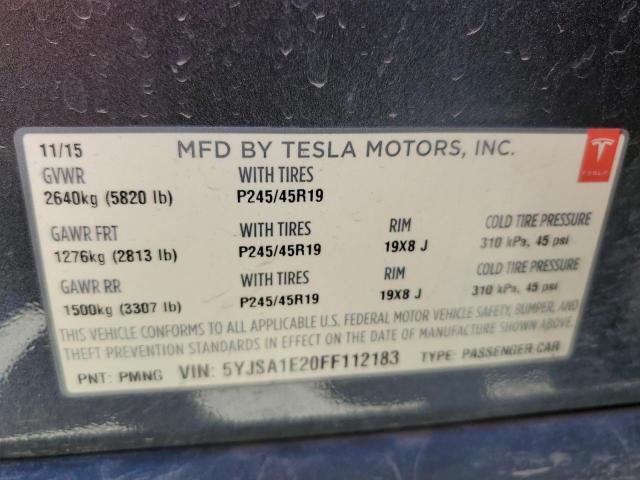 11/15 MFD BY TESLA MOTORS, INC.
GVWR WITH TIRES
2640kg (5820 lb) P245/45R19
TESLA
GAWR FRT WITH TIRES RIM COLD TIRE PRESSURE
1276kg (2813 lb) P245/45R19 19X8 J 310 kPa, 45 psi
GAWR RR WITH TIRES RIM COLD TIRE PRESSURE
1500kg (3307 lb) P245/45R19 19X8 J 310 kPa, 45 psi
THIS VEHICLE CONFORMS TO ALL APPLICABLE U.S. FEDERAL MOTOR VEHICLE SAFETY, BUMPER, AND
THEFT PREVENTION STANDARDS IN EFFECT ON THE DATE OF MANUFACTURE SHOWN ABOVE.
PNT: PMNG VIN: 5YJSA1E20FF112183 TYPE: PASSENGER CAR